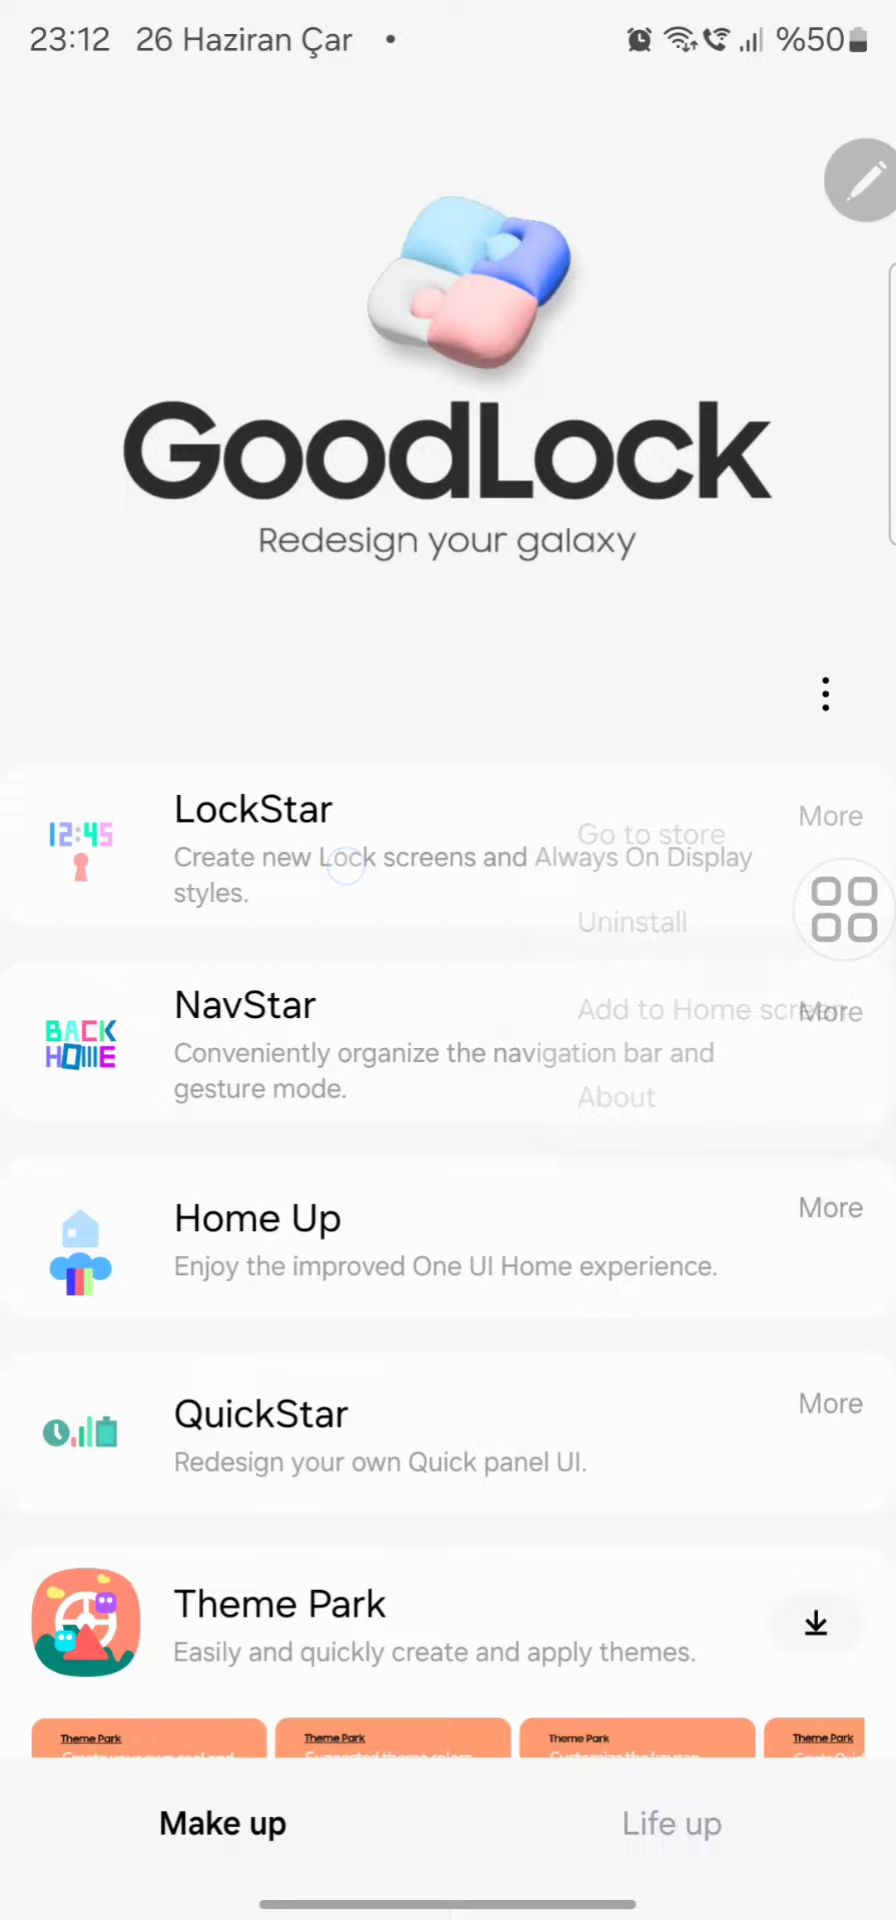 23:12 26 Haziran Çar • %50
GoodLock
Redesign your galaxy
LockStar
More
Create new Lock screens and Always On Display
styles.
Go to store
Uninstall
Add to Home screen
About
12:45
NavStar
More
Conveniently organize the navigation bar and
gesture mode.
BACK
HOME
Home Up
More
Enjoy the improved One UI Home experience.
QuickStar
More
Redesign your own Quick panel UI.
Theme Park
Easily and quickly create and apply themes.
Theme Park
Theme Park
Theme Park
Theme Park
Make up
Life up